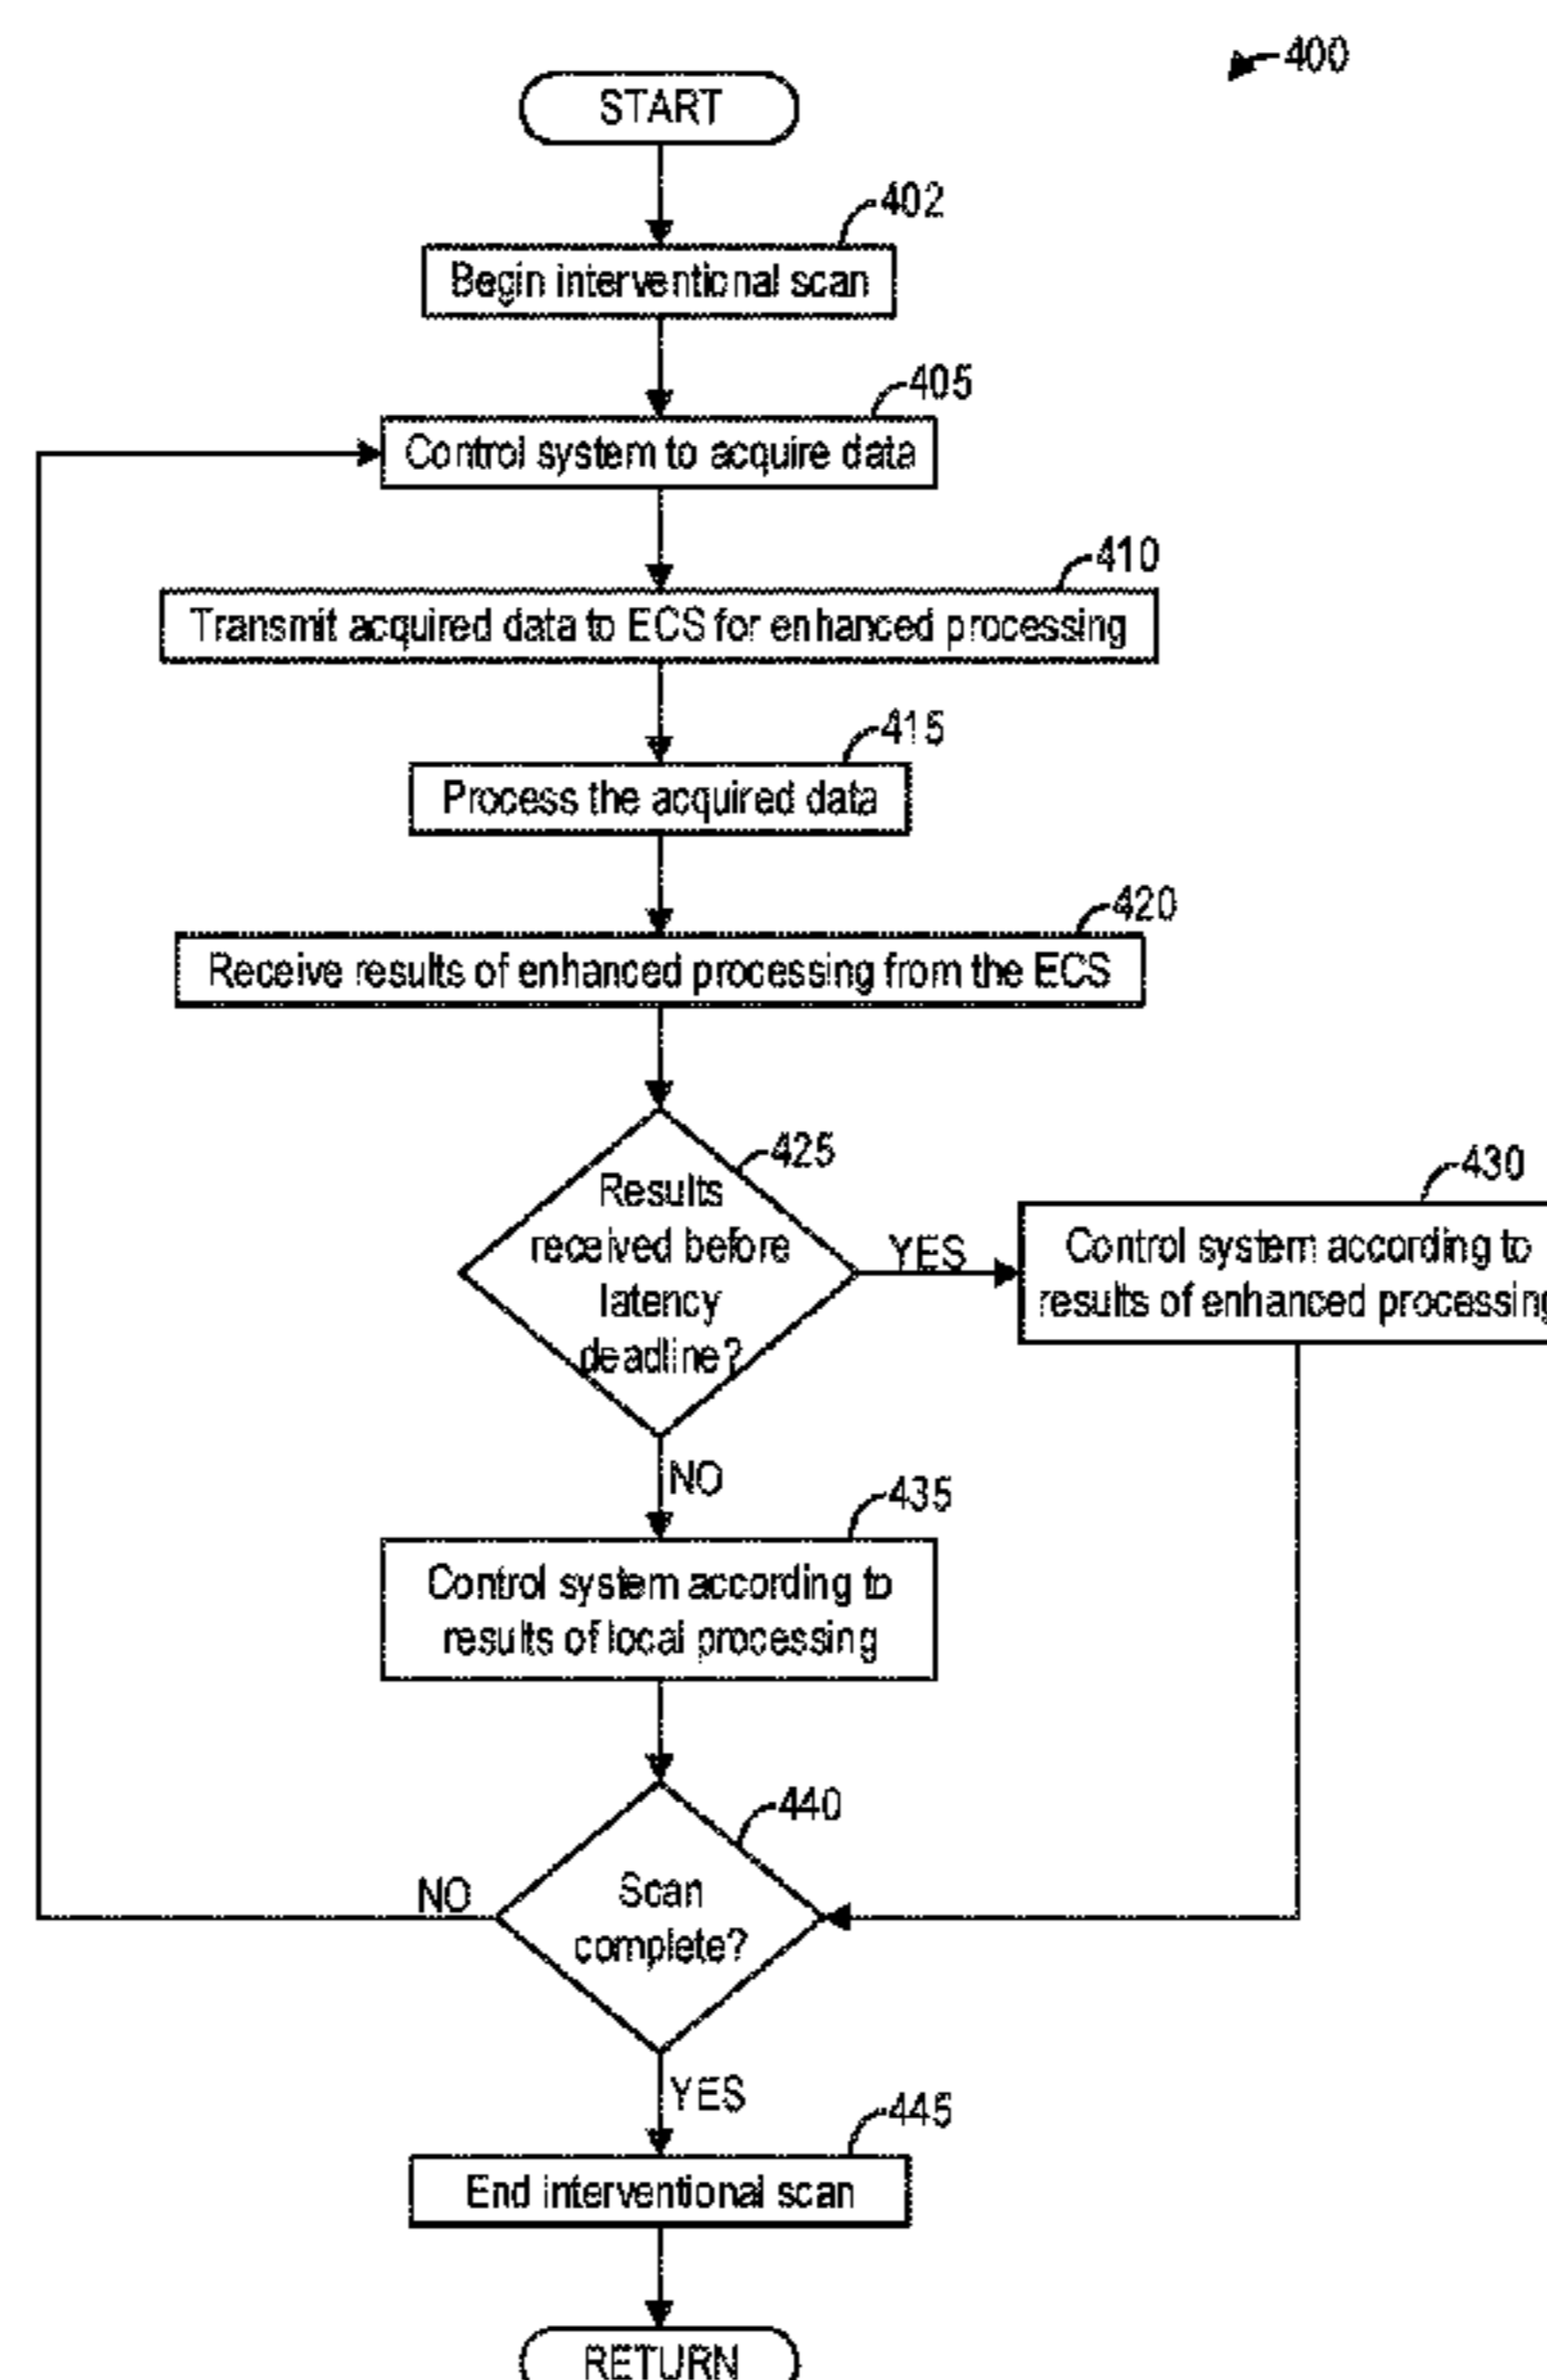 400
START
402
Begin interventional scan
405
Control system to acquire data
410
Transmit acquired data to ECS for enhanced processing
415
Process the acquired data
420
Receive results of enhanced processing from the ECS
425
Results
received before
latency
deadline?
YES
430
Control system according to
results of enhanced processing
NO
435
Control system according to
results of local processing
440
Scan
complete?
NO
YES
445
End interventional scan
RETURN